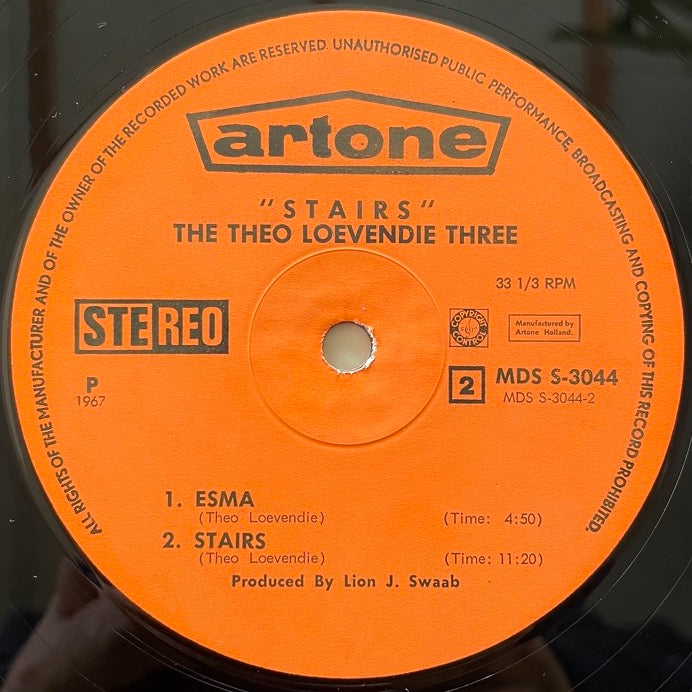 ALL RIGHTS OF THE MANUFACTURER AND OF THE OWNER OF THE RECORDED WORK ARE RESERVED. UNAUTHORISED PUBLIC PERFORMANCE, BROADCASTING AND COPYING OF THIS RECORD PROHIBITED.
artone
"STAIRS"
THE THEO LOEVENDIE THREE
33 1/3 RPM
STEREO
COPYRIGHT CONTROL
Manufactured by
Artone Holland.
P
1967
2 MDS S-3044
MDS S-3044-2
1. ESMA
(Theo Loevendie) (Time: 4:50)
2. STAIRS
(Theo Loevendie) (Time: 11:20)
Produced By Lion J. Swaab